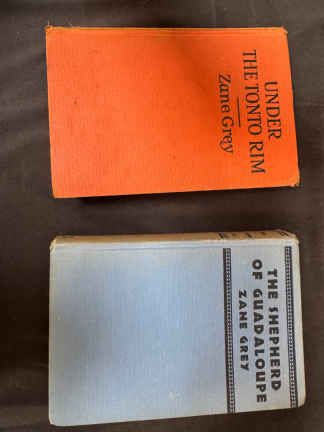 UNDER
THE TONTO RIM
Zane Grey
THE SHEPHERD
OF GUADALOUPE
ZANE GREY